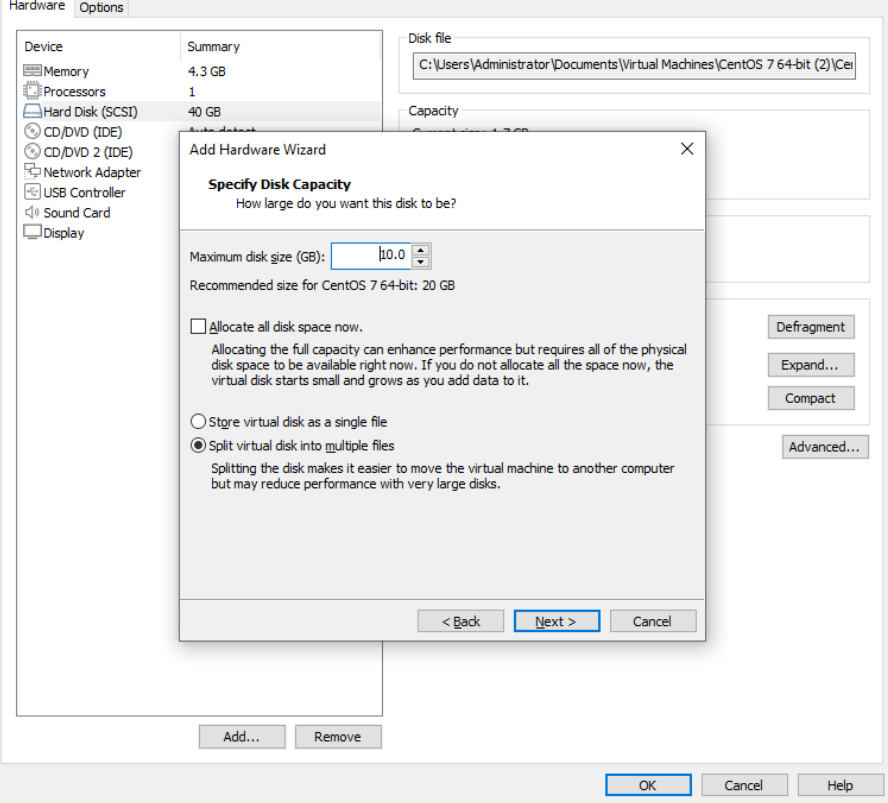 Hardware Options
Device Summary
Memory 4.3 GB
Processors 1
Hard Disk (SCSI) 40 GB
CD/DVD (IDE) Auto detect
CD/DVD 2 (IDE)
Network Adapter
USB Controller
Sound Card
Display
Add... Remove
Disk file
C:\Users\Administrator\Documents\Virtual Machines\CentOS 7 64-bit (2)\Cen
Capacity
Current size: 1.7 GB
Defragment
Expand...
Compact
Advanced...
Add Hardware Wizard
Specify Disk Capacity
How large do you want this disk to be?
Maximum disk size (GB): 10.0
Recommended size for CentOS 7 64-bit: 20 GB
Allocate all disk space now.
Allocating the full capacity can enhance performance but requires all of the physical
disk space to be available right now. If you do not allocate all the space now, the
virtual disk starts small and grows as you add data to it.
Store virtual disk as a single file
Split virtual disk into multiple files
Splitting the disk makes it easier to move the virtual machine to another computer
but may reduce performance with very large disks.
< Back Next > Cancel
OK Cancel Help